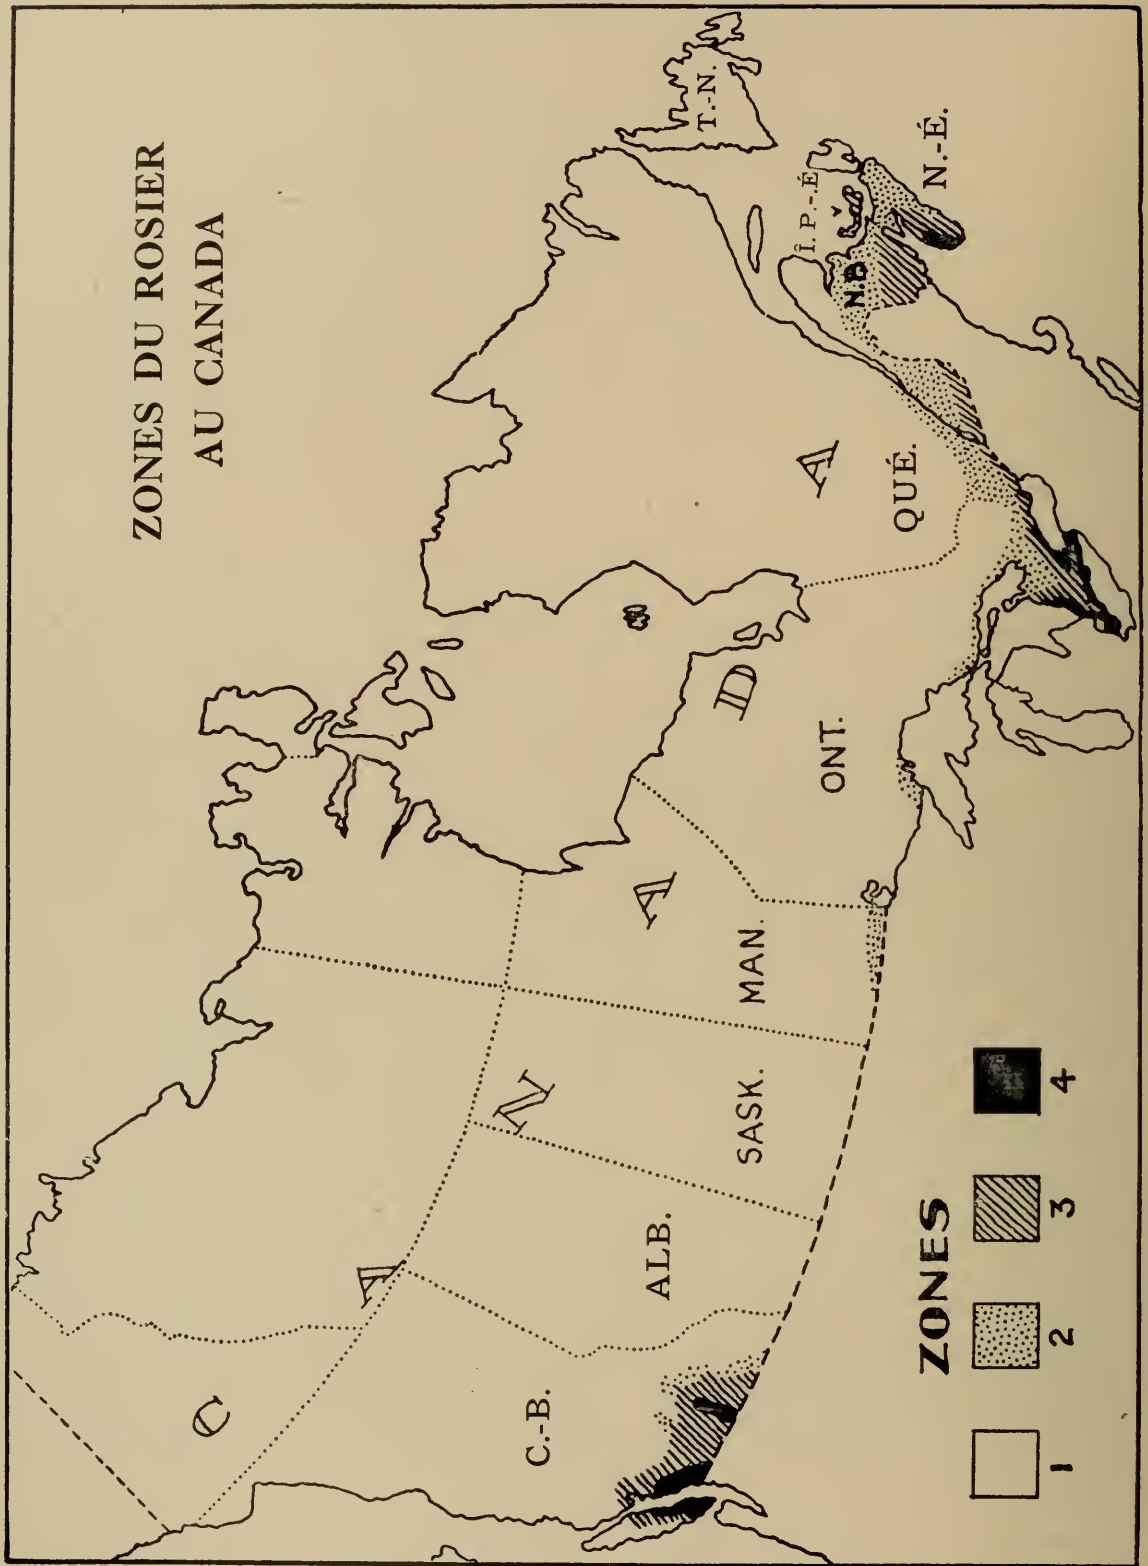 ZONES DU ROSIER
AU CANADA
C
A
N
A
D
A
T.-N.
Î. P.-É
N.-É.
N.B
QUÉ.
ONT.
MAN.
SASK.
ALB.
C.-B.
ZONES
1
2
3
4